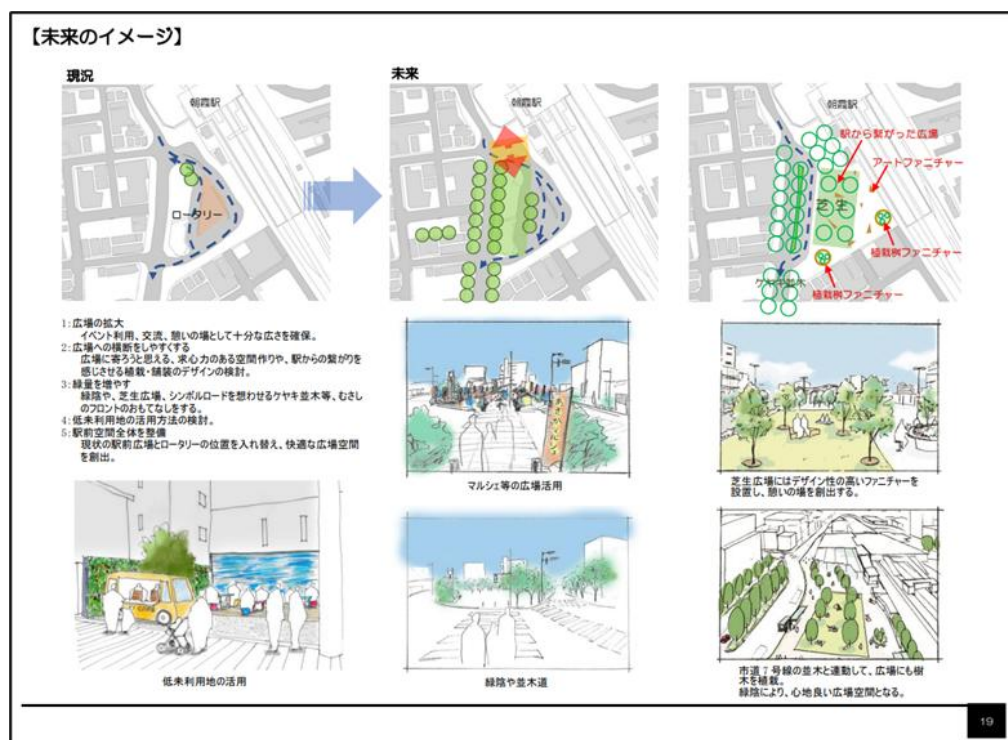 【未来のイメージ】
現況
朝霞駅
ロータリー
未来
朝霞駅
朝霞駅
駅から繋がった広場
アートファニチャー
芝生
植栽桝ファニチャー
植栽桝ファニチャー
ケヤキ並木
1：広場の拡大
イベント利用、交流、憩いの場として十分な広さを確保。
2：広場への横断をしやすくする
広場に寄ろうと思える、求心力のある空間作りや、駅からの繋がりを
感じさせる植栽・舗装のデザインの検討。
3：緑量を増やす
緑陰や、芝生広場、シンボルロードを想わせるケヤキ並木等、むさし
のフロントのおもてなしをする。
4：低未利用地の活用方法の検討。
5：駅前空間全体を整備
現状の駅前広場とロータリーの位置を入れ替え、快適な広場空間
を創出。
低未利用地の活用
マルシェ等の広場活用
緑陰や並木道
芝生広場にはデザイン性の高いファニチャーを
設置し、憩いの場を創出する。
市道7号線の並木と連動して、広場にも樹
木を植栽。
緑陰により、心地良い広場空間となる。
19